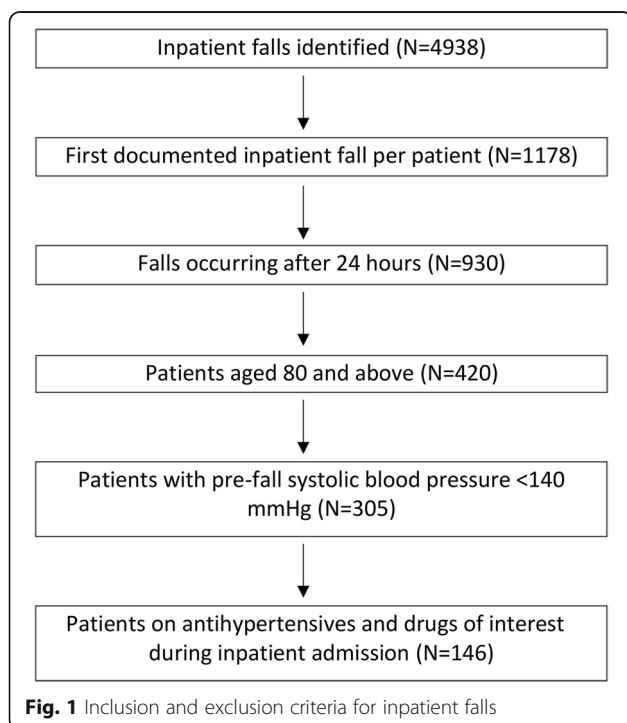 Inpatient falls identified (N=4938)
First documented inpatient fall per patient (N=1178)
Falls occurring after 24 hours (N=930)
Patients aged 80 and above (N=420)
Patients with pre-fall systolic blood pressure <140
mmHg (N=305)
Patients on antihypertensives and drugs of interest
during inpatient admission (N=146)
Fig. 1 Inclusion and exclusion criteria for inpatient falls